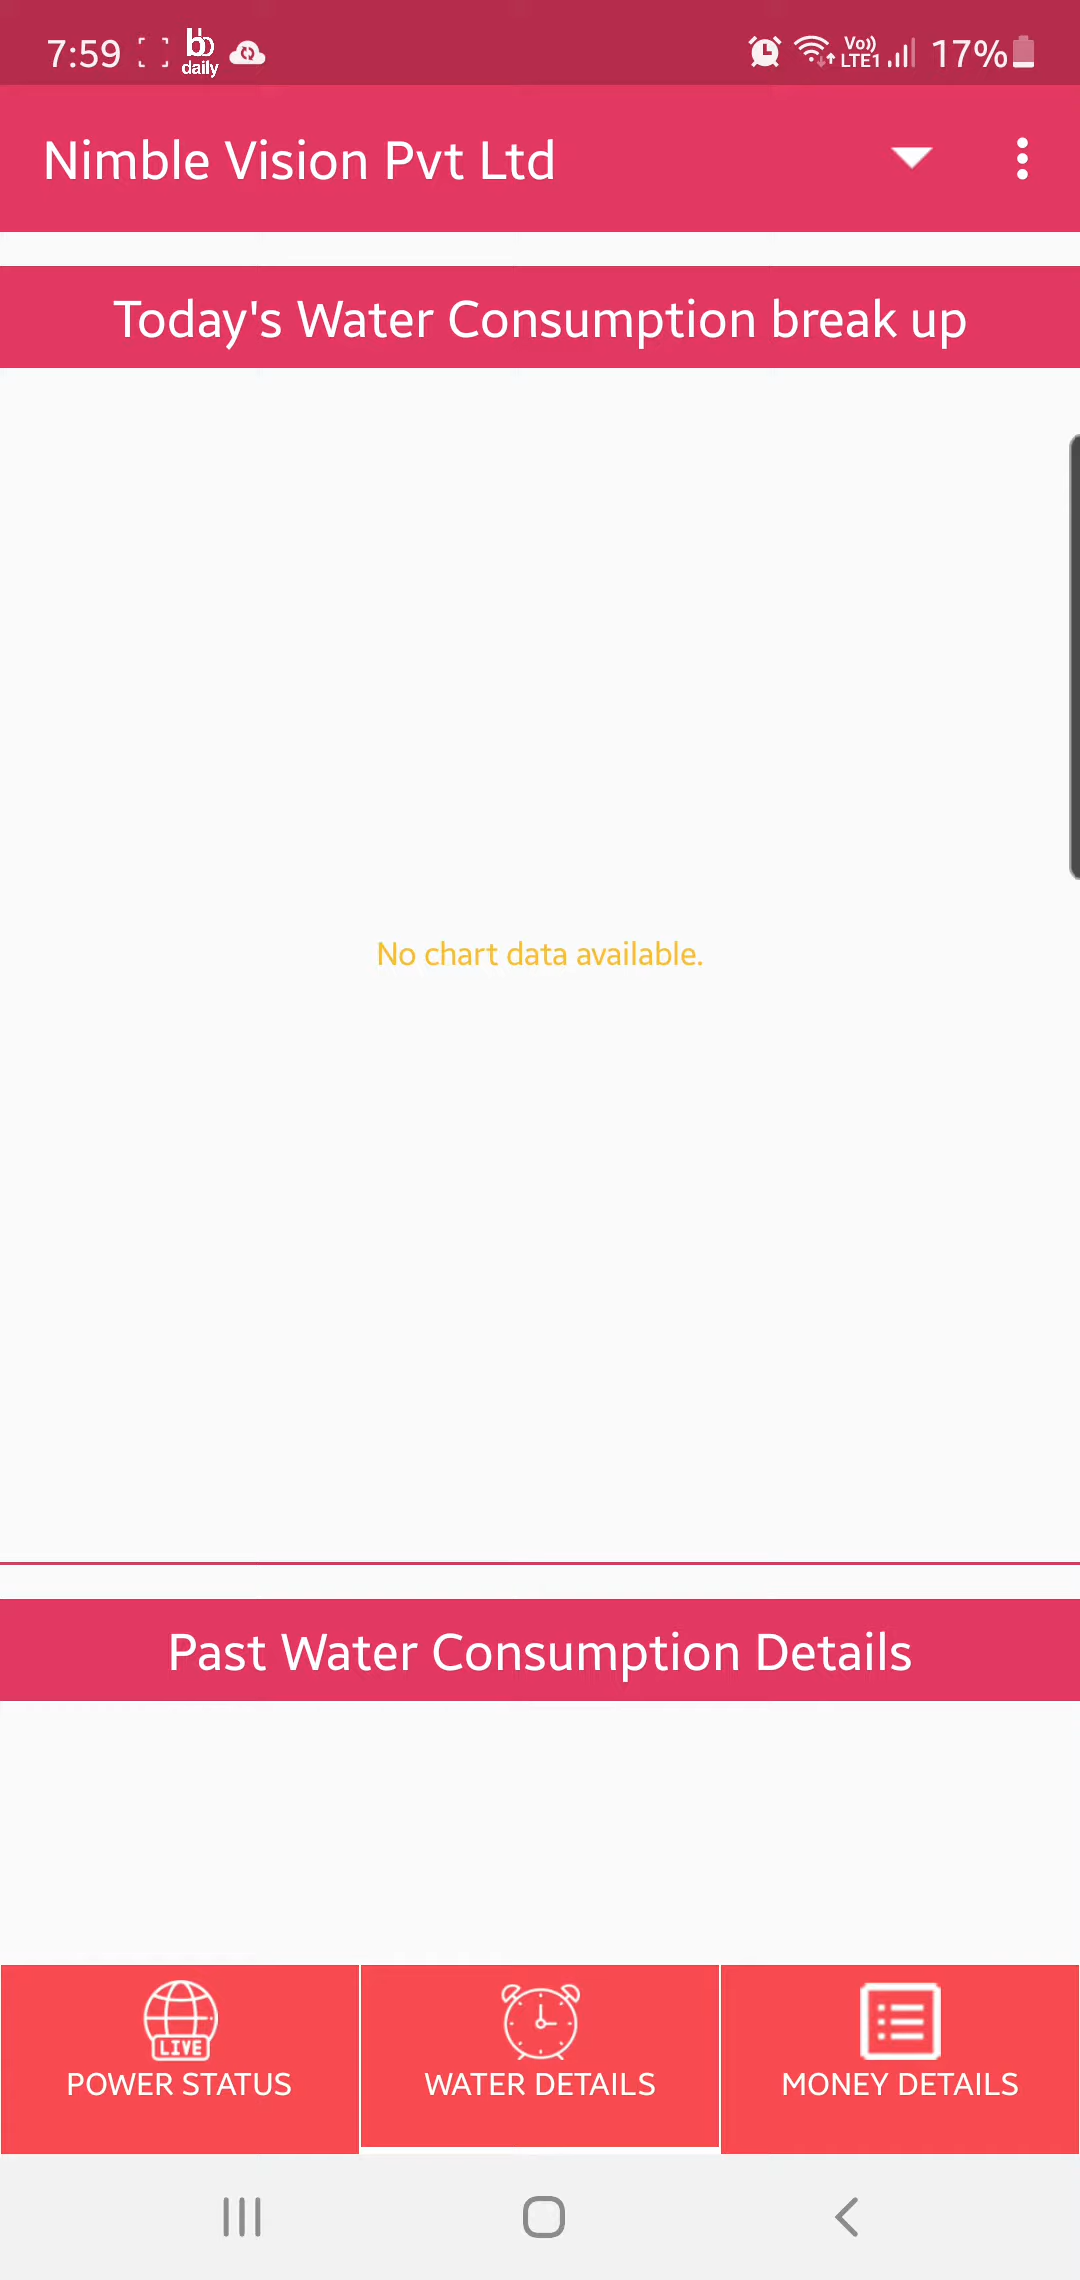 7:59
bb
daily
Vo))
LTE1
17%
Nimble Vision Pvt Ltd
Today's Water Consumption break up
No chart data available.
Past Water Consumption Details
LIVE
POWER STATUS
WATER DETAILS
MONEY DETAILS